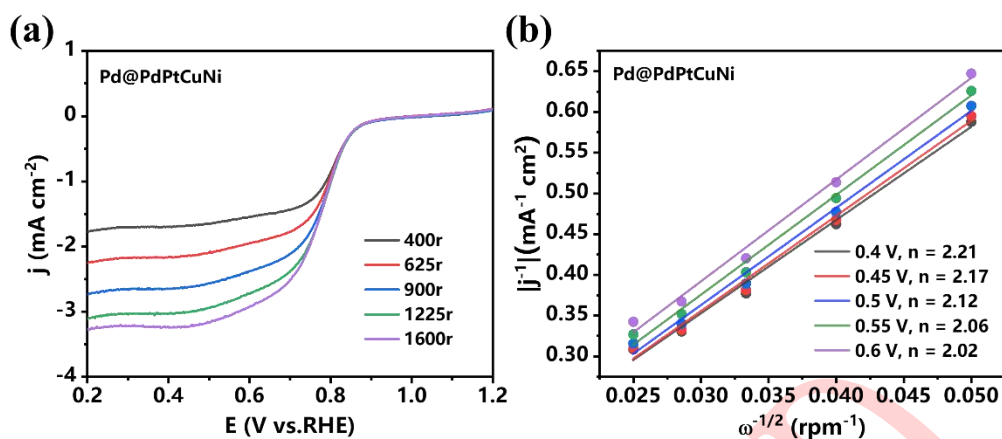 (a)
Pd@PdPtCuNi
j (mA cm⁻²)
1
0
-1
-2
-3
-4
400r
625r
900r
1225r
1600r
0.2 0.4 0.6 0.8 1.0 1.2
E (V vs.RHE)
(b)
Pd@PdPtCuNi
|j⁻¹| (mA⁻¹ cm²)
0.65
0.60
0.55
0.50
0.45
0.40
0.35
0.30
0.4 V, n = 2.21
0.45 V, n = 2.17
0.5 V, n = 2.12
0.55 V, n = 2.06
0.6 V, n = 2.02
0.025 0.030 0.035 0.040 0.045 0.050
ω⁻¹/² (rpm⁻¹)